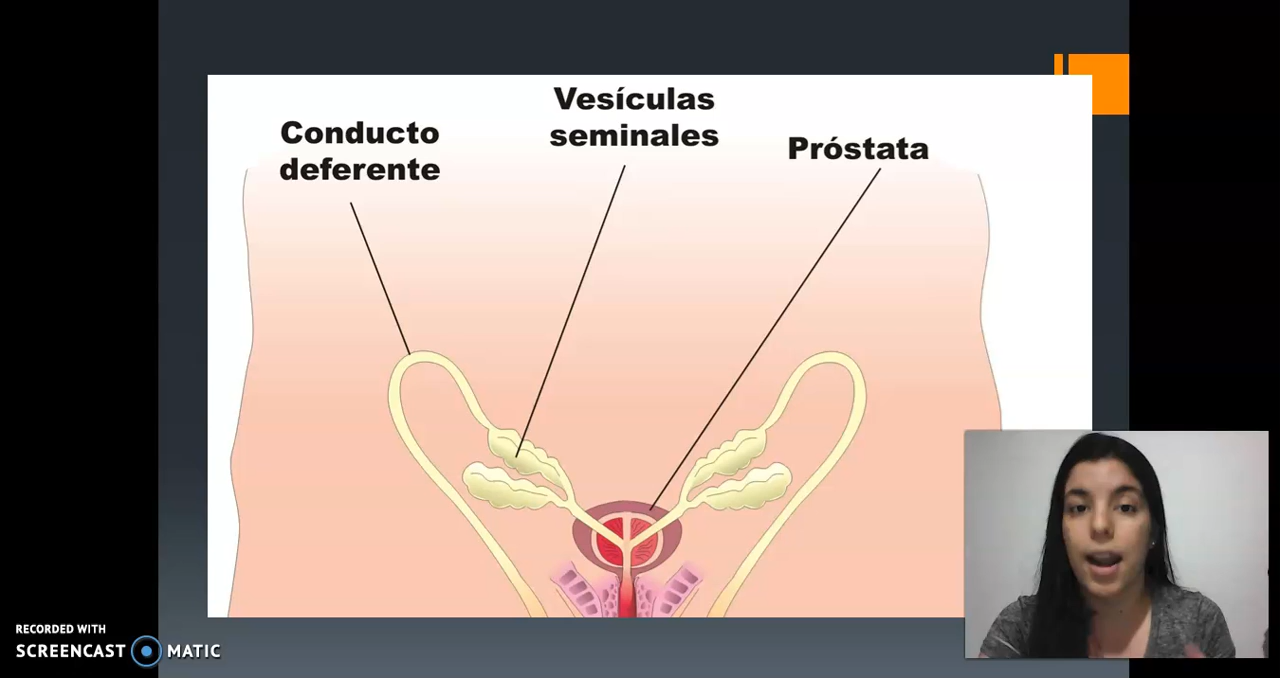 Vesículas
seminales
Conducto
deferente
Próstata
RECORDED WITH
SCREENCAST MATIC